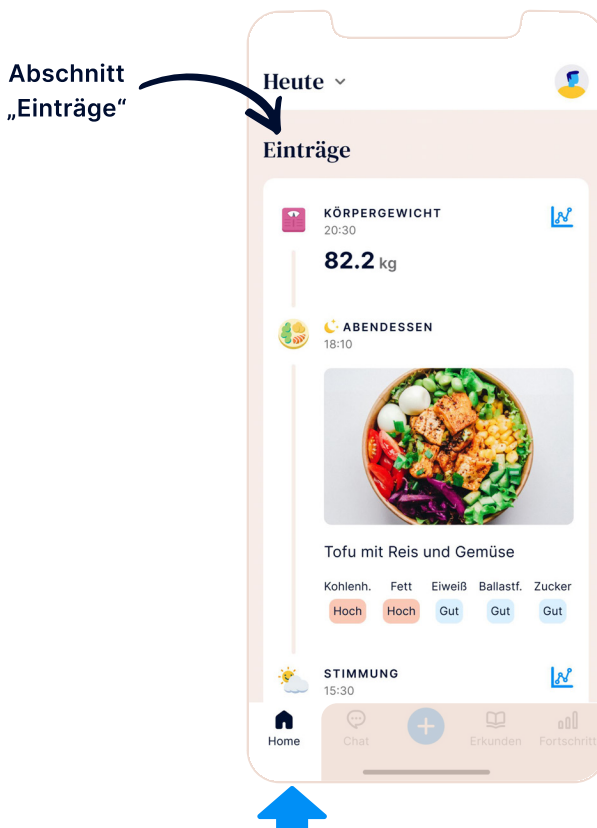 Abschnitt
„Einträge“
Heute
Einträge
KÖRPERGEWICHT
20:30
82.2 kg
ABENDESSEN
18:10
Tofu mit Reis und Gemüse
Kohlenh. Fett Eiweiß Ballastf. Zucker
Hoch Hoch Gut Gut Gut
STIMMUNG
15:30
Home Chat Erkunden Fortschritt